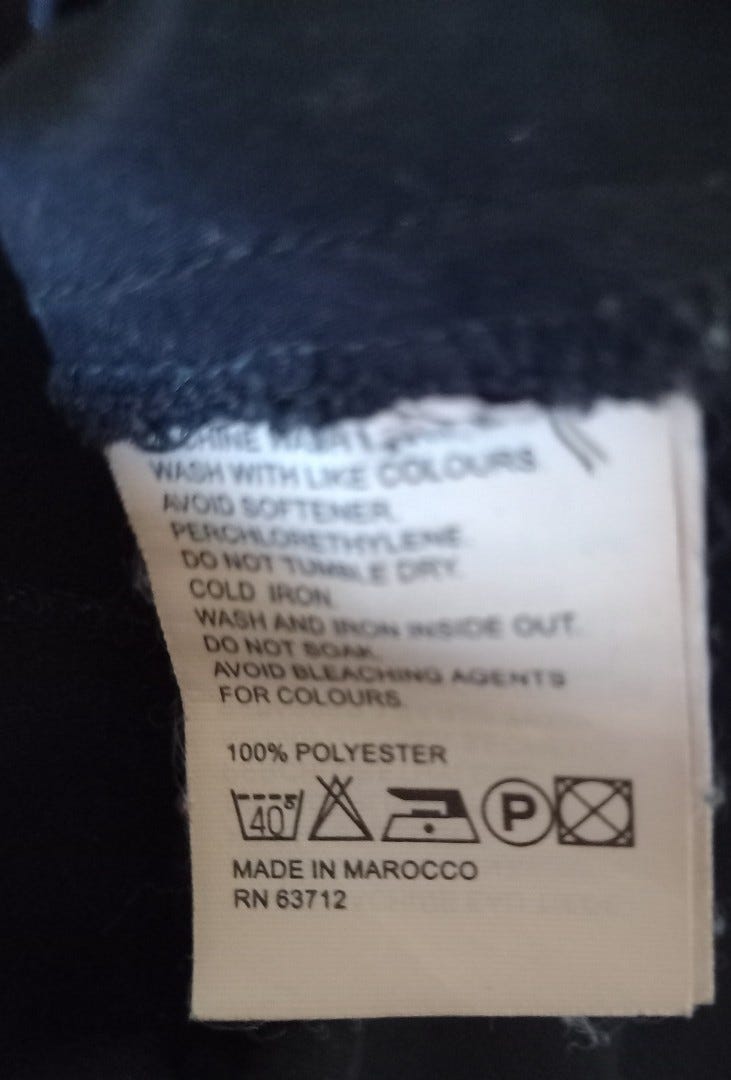 WASH WITH LIKE COLOURS.
AVOID SOFTENER.
PERCHLORETHYLENE.
DO NOT TUMBLE DRY.
COLD IRON.
WASH AND IRON INSIDE OUT.
DO NOT SOAK.
AVOID BLEACHING AGENTS
FOR COLOURS.
100% POLYESTER
40° P
MADE IN MAROCCO
RN 63712